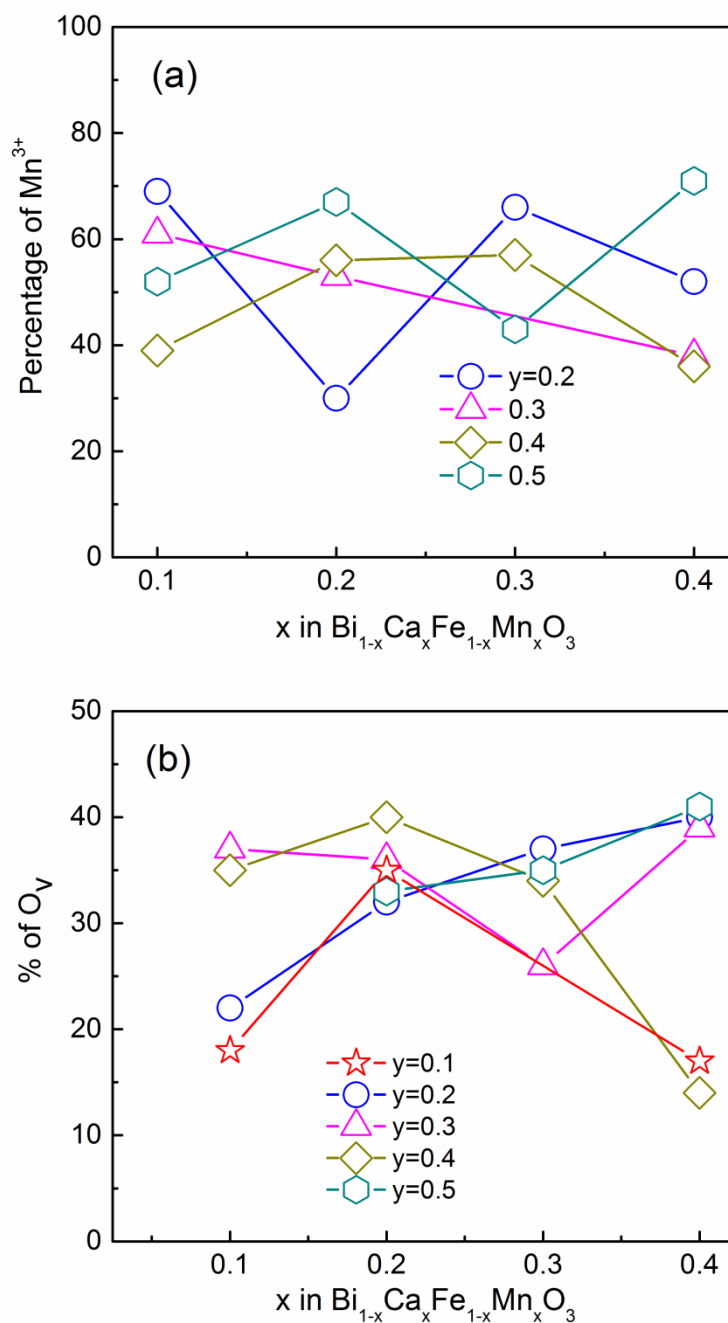 100
(a)
80
60
40
20
0
Percentage of Mn³⁺
y=0.2
0.3
0.4
0.5
0.1 0.2 0.3 0.4
x in Bi₁₋ₓCaₓFe₁₋ₓMnₓO₃
50
(b)
40
30
20
10
0
% of Oᵥ
y=0.1
y=0.2
y=0.3
y=0.4
y=0.5
0.1 0.2 0.3 0.4
x in Bi₁₋ₓCaₓFe₁₋ₓMnₓO₃